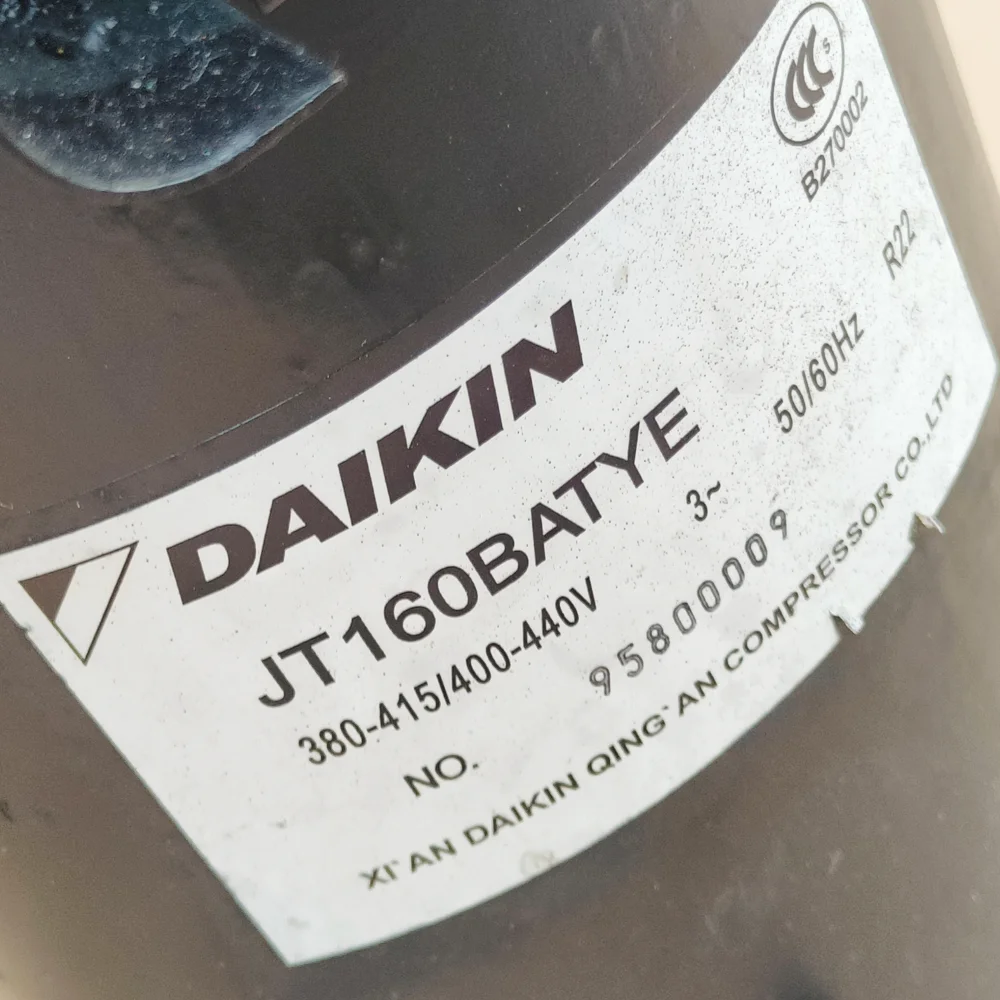 S
B270002
R22
DAIKIN
JT160BATYE
380-415/400-440V 3~ 50/60Hz
NO. 958000009
XI`AN DAIKIN QING`AN COMPRESSOR CO.,LTD